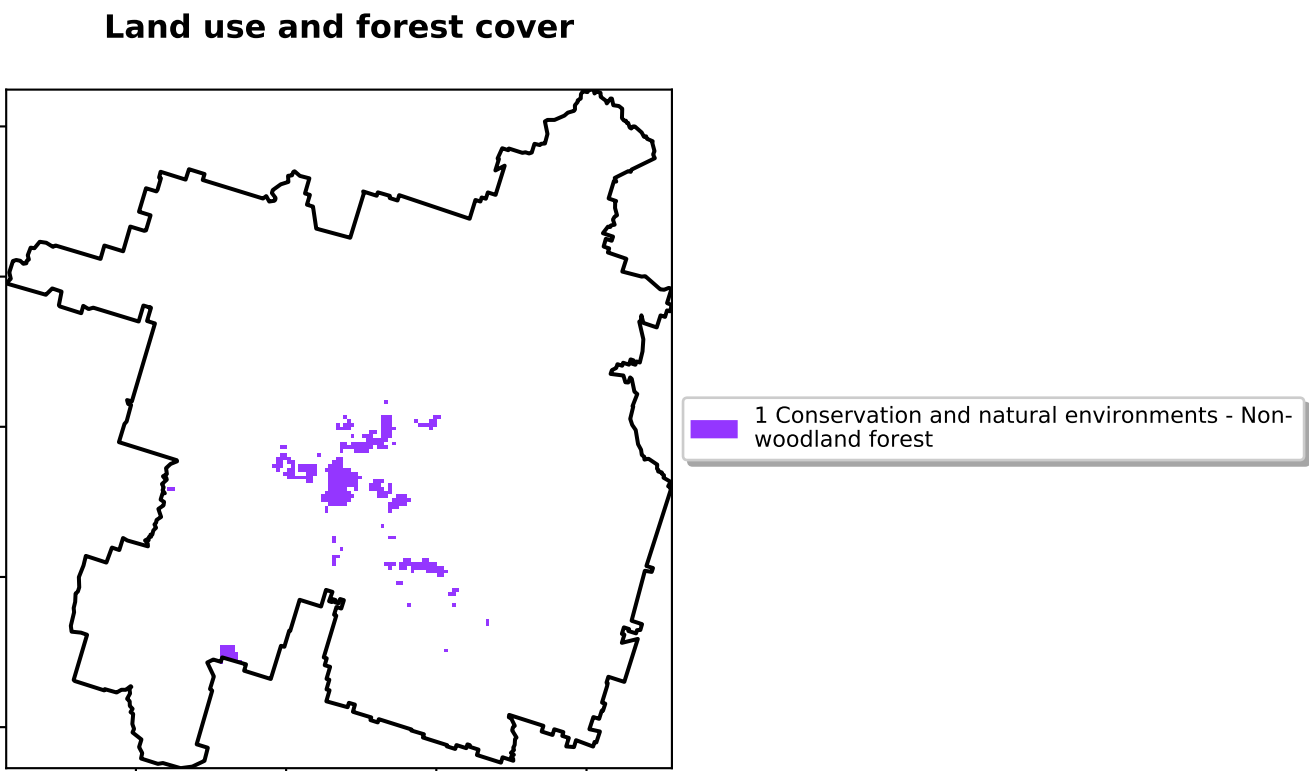 Land use and forest cover
1 Conservation and natural environments - Non-
woodland forest